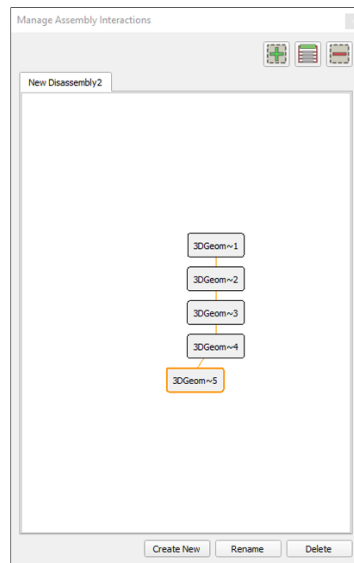 Manage Assembly Interactions
New Disassembly2
3DGeom~1
3DGeom~2
3DGeom~3
3DGeom~4
3DGeom~5
Create New Rename Delete